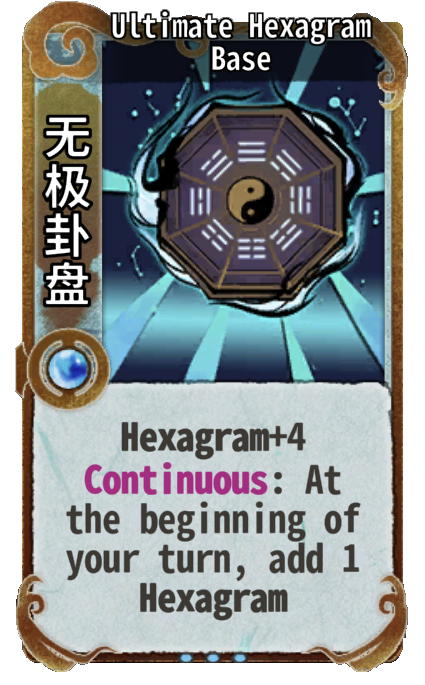 Ultimate Hexagram
Base
无极卦盘
Hexagram+4
Continuous: At
the beginning of
your turn, add 1
Hexagram